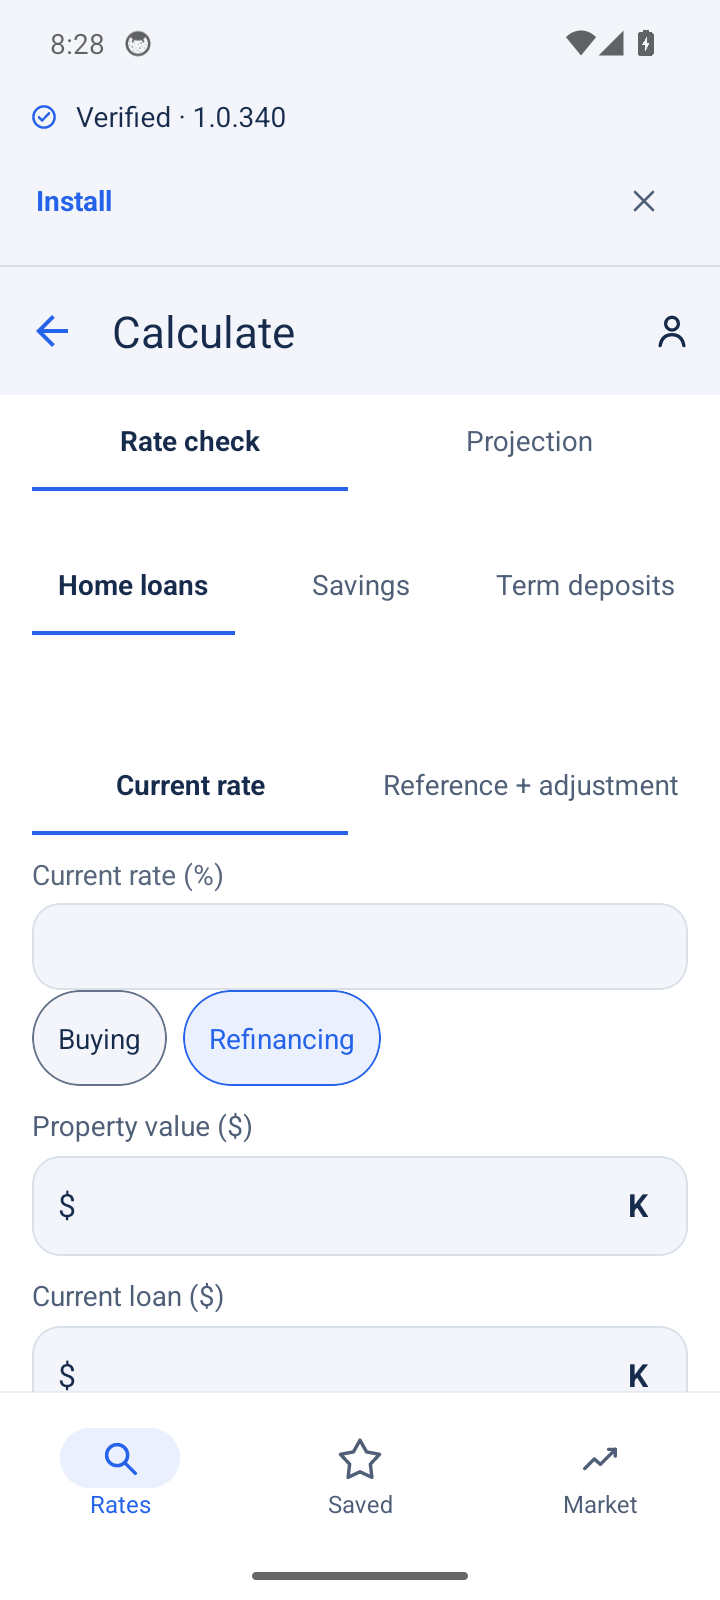 8:28
Verified · 1.0.340
Install
Calculate
Rate check Projection
Home loans Savings Term deposits
Current rate Reference + adjustment
Current rate (%)
Buying Refinancing
Property value ($)
$ K
Current loan ($)
$ K
Rates Saved Market